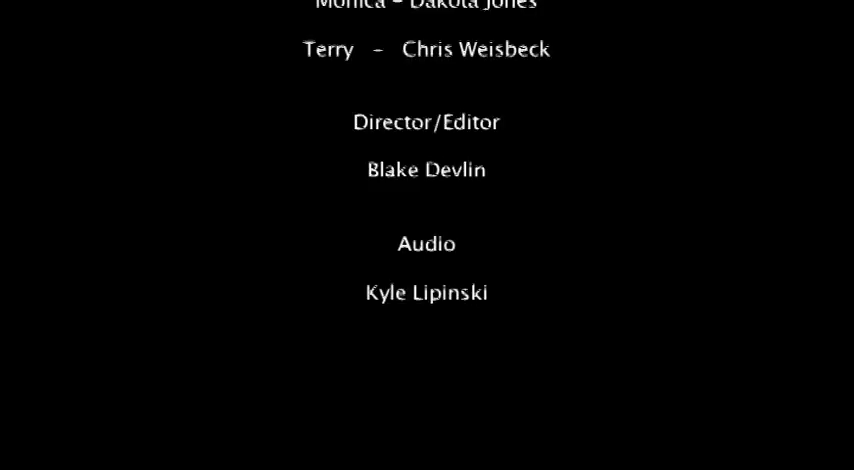 Monica - Dakota Jones
Terry - Chris Weisbeck
Director/Editor
Blake Devlin
Audio
Kyle Lipinski